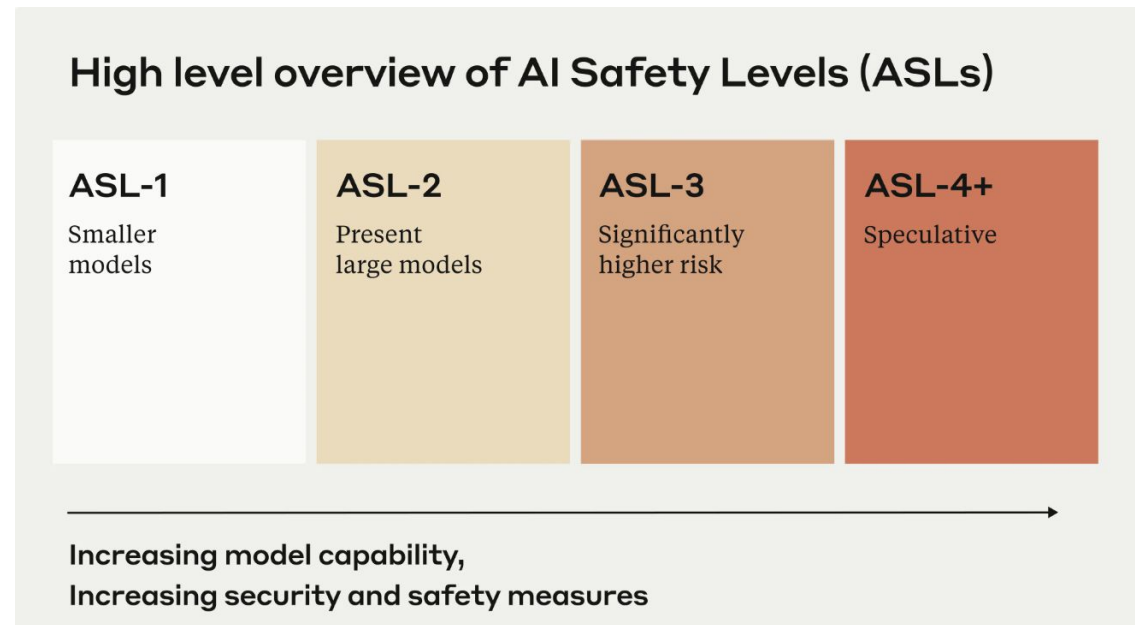 High level overview of AI Safety Levels (ASLs)
ASL-1
Smaller
models
ASL-2
Present
large models
ASL-3
Significantly
higher risk
ASL-4+
Speculative
Increasing model capability,
Increasing security and safety measures